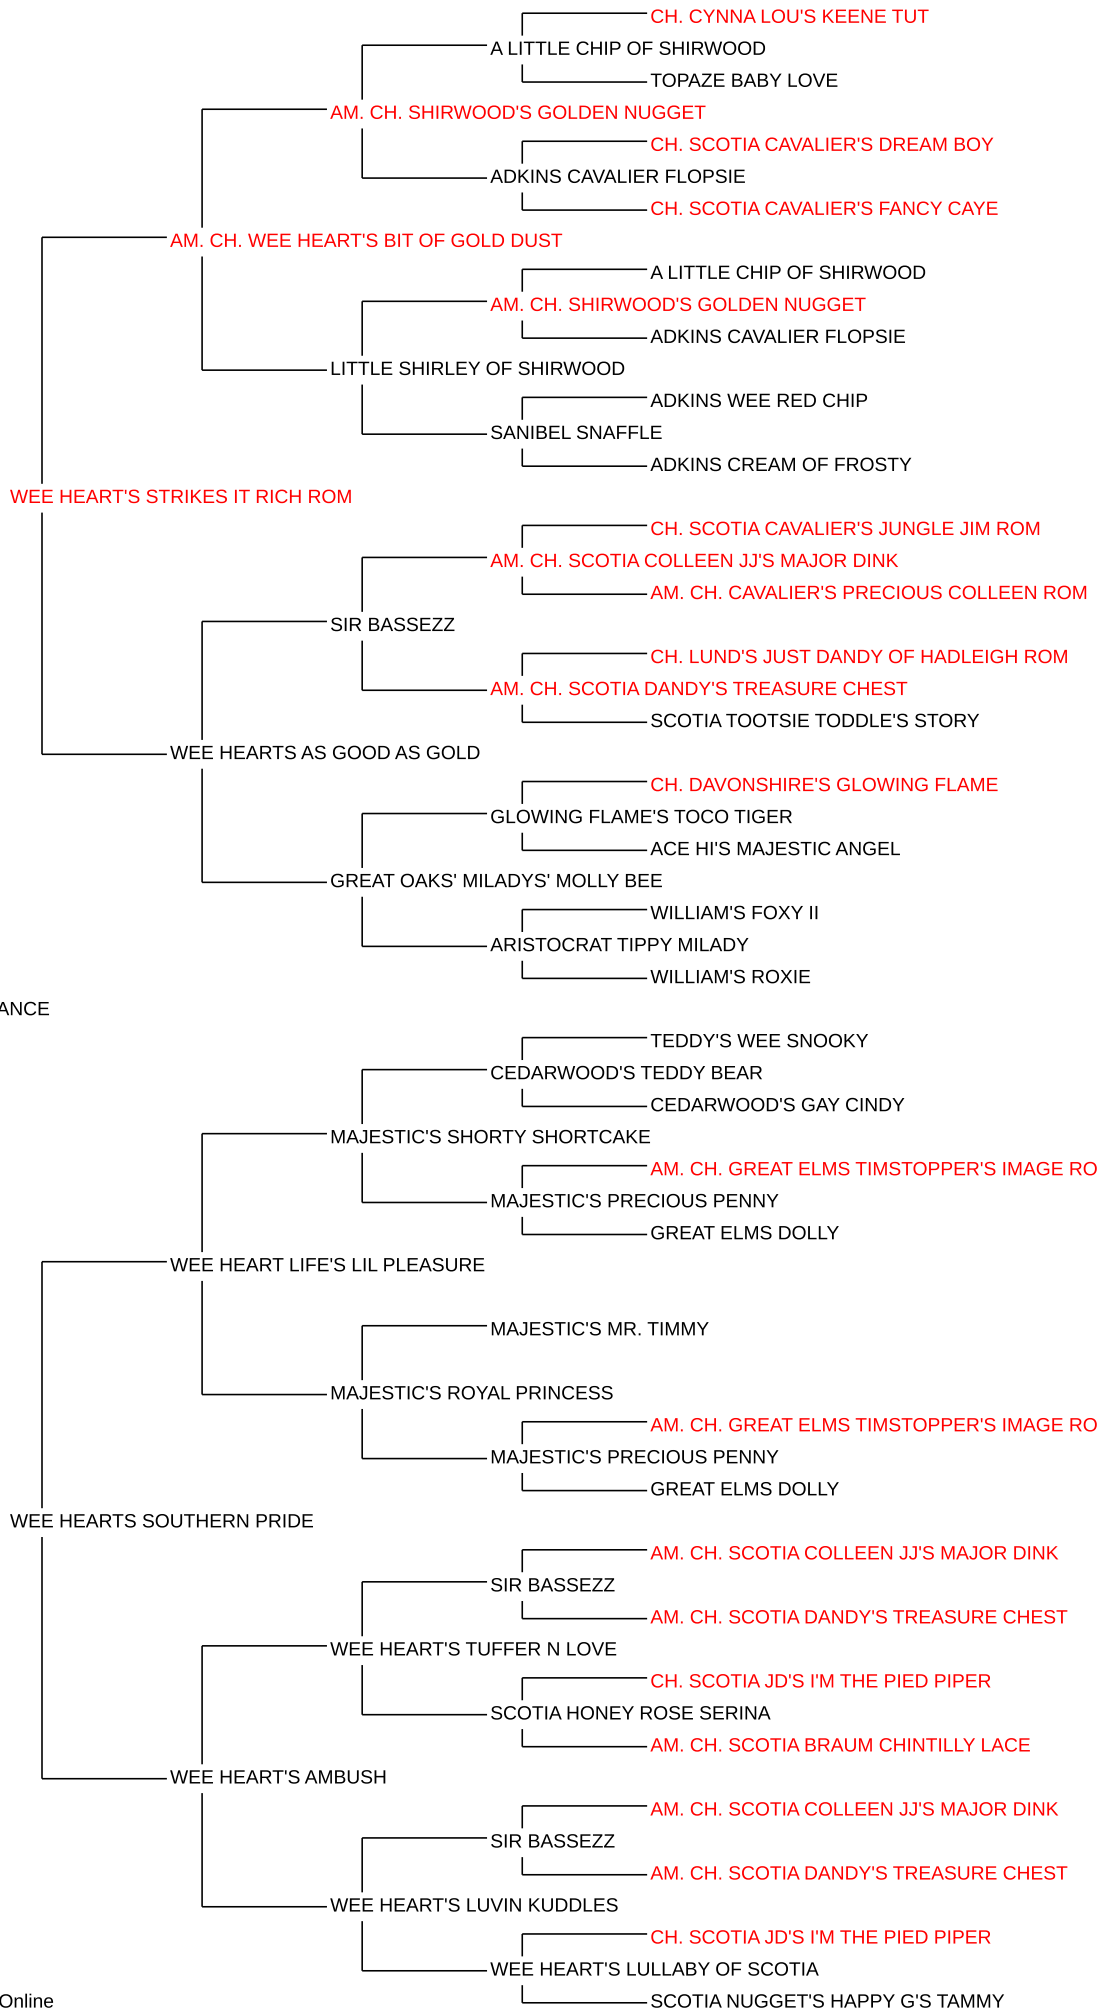 CH. CYNNA LOU'S KEENE TUT
A LITTLE CHIP OF SHIRWOOD
TOPAZE BABY LOVE
AM. CH. SHIRWOOD'S GOLDEN NUGGET
CH. SCOTIA CAVALIER'S DREAM BOY
ADKINS CAVALIER FLOPSIE
CH. SCOTIA CAVALIER'S FANCY CAYE
AM. CH. WEE HEART'S BIT OF GOLD DUST
A LITTLE CHIP OF SHIRWOOD
AM. CH. SHIRWOOD'S GOLDEN NUGGET
ADKINS CAVALIER FLOPSIE
LITTLE SHIRLEY OF SHIRWOOD
ADKINS WEE RED CHIP
SANIBEL SNAFFLE
ADKINS CREAM OF FROSTY
WEE HEART'S STRIKES IT RICH ROM
CH. SCOTIA CAVALIER'S JUNGLE JIM ROM
AM. CH. SCOTIA COLLEEN JJ'S MAJOR DINK
AM. CH. CAVALIER'S PRECIOUS COLLEEN ROM
SIR BASSEZZ
CH. LUND'S JUST DANDY OF HADLEIGH ROM
AM. CH. SCOTIA DANDY'S TREASURE CHEST
SCOTIA TOOTSIE TODDLE'S STORY
WEE HEARTS AS GOOD AS GOLD
CH. DAVONSHIRE'S GLOWING FLAME
GLOWING FLAME'S TOCO TIGER
ACE HI'S MAJESTIC ANGEL
GREAT OAKS' MILADYS' MOLLY BEE
WILLIAM'S FOXY II
ARISTOCRAT TIPPY MILADY
WILLIAM'S ROXIE
ANCE
TEDDY'S WEE SNOOKY
CEDARWOOD'S TEDDY BEAR
CEDARWOOD'S GAY CINDY
MAJESTIC'S SHORTY SHORTCAKE
AM. CH. GREAT ELMS TIMSTOPPER'S IMAGE RO
MAJESTIC'S PRECIOUS PENNY
GREAT ELMS DOLLY
WEE HEART LIFE'S LIL PLEASURE
MAJESTIC'S MR. TIMMY
MAJESTIC'S ROYAL PRINCESS
AM. CH. GREAT ELMS TIMSTOPPER'S IMAGE RO
MAJESTIC'S PRECIOUS PENNY
GREAT ELMS DOLLY
WEE HEARTS SOUTHERN PRIDE
AM. CH. SCOTIA COLLEEN JJ'S MAJOR DINK
SIR BASSEZZ
AM. CH. SCOTIA DANDY'S TREASURE CHEST
WEE HEART'S TUFFER N LOVE
CH. SCOTIA JD'S I'M THE PIED PIPER
SCOTIA HONEY ROSE SERINA
AM. CH. SCOTIA BRAUM CHINTILLY LACE
WEE HEART'S AMBUSH
AM. CH. SCOTIA COLLEEN JJ'S MAJOR DINK
SIR BASSEZZ
AM. CH. SCOTIA DANDY'S TREASURE CHEST
WEE HEART'S LUVIN KUDDLES
CH. SCOTIA JD'S I'M THE PIED PIPER
WEE HEART'S LULLABY OF SCOTIA
SCOTIA NUGGET'S HAPPY G'S TAMMY
Online